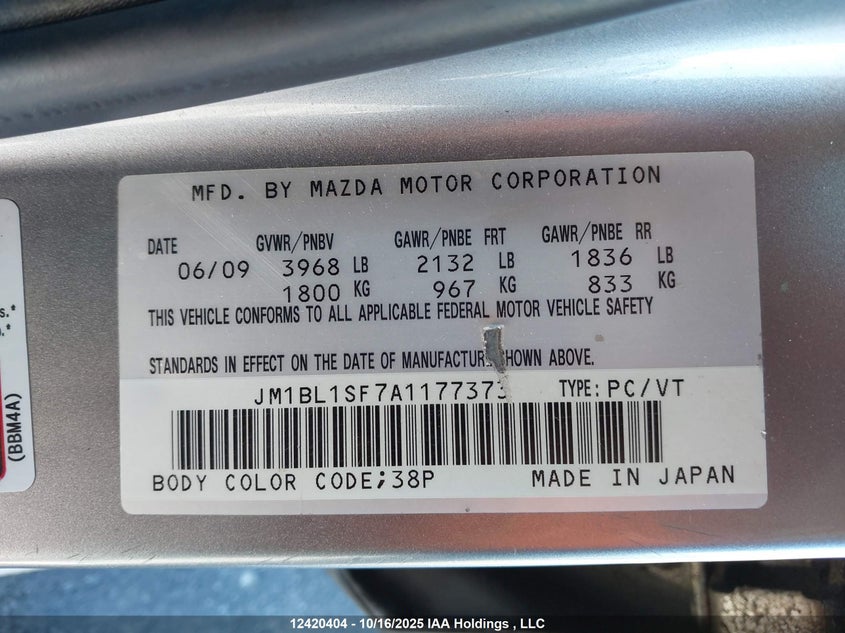 MFD. BY MAZDA MOTOR CORPORATION
DATE GVWR/PNBV GAWR/PNBE FRT GAWR/PNBE RR
06/09 3968 LB 2132 LB 1836 LB
1800 KG 967 KG 833 KG
THIS VEHICLE CONFORMS TO ALL APPLICABLE FEDERAL MOTOR VEHICLE SAFETY
STANDARDS IN EFFECT ON THE DATE OF MANUFACTUR SHOWN ABOVE.
JM1BL1SF7A1177373 TYPE: PC/VT
BODY COLOR CODE;38P MADE IN JAPAN
s.*
.*
(BBM4A)
12420404 - 10/16/2025 IAA Holdings , LLC